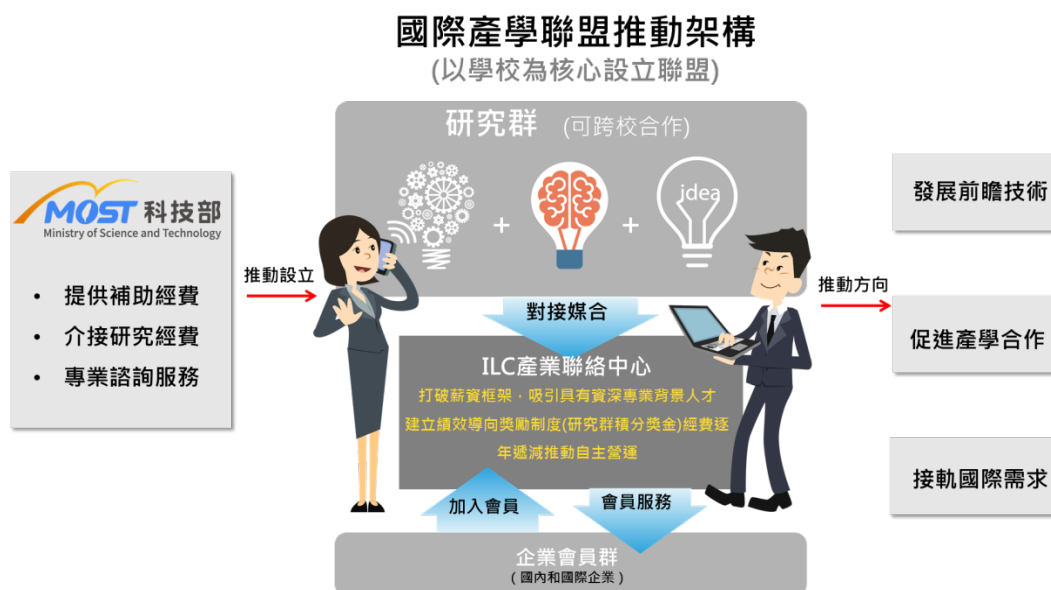 國際產學聯盟推動架構
(以學校為核心設立聯盟)
研究群 (可跨校合作)
idea
MOST 科技部
Ministry of Science and Technology
• 提供補助經費
• 介接研究經費
• 專業諮詢服務
推動設立
+
+
對接媒合
ILC產業聯絡中心
打破薪資框架，吸引具有資深專業背景人才
建立績效導向獎勵制度(研究群積分獎金)經費逐
年遞減推動自主營運
加入會員
會員服務
企業會員群
(國內和國際企業)
推動方向
發展前瞻技術
促進產學合作
接軌國際需求